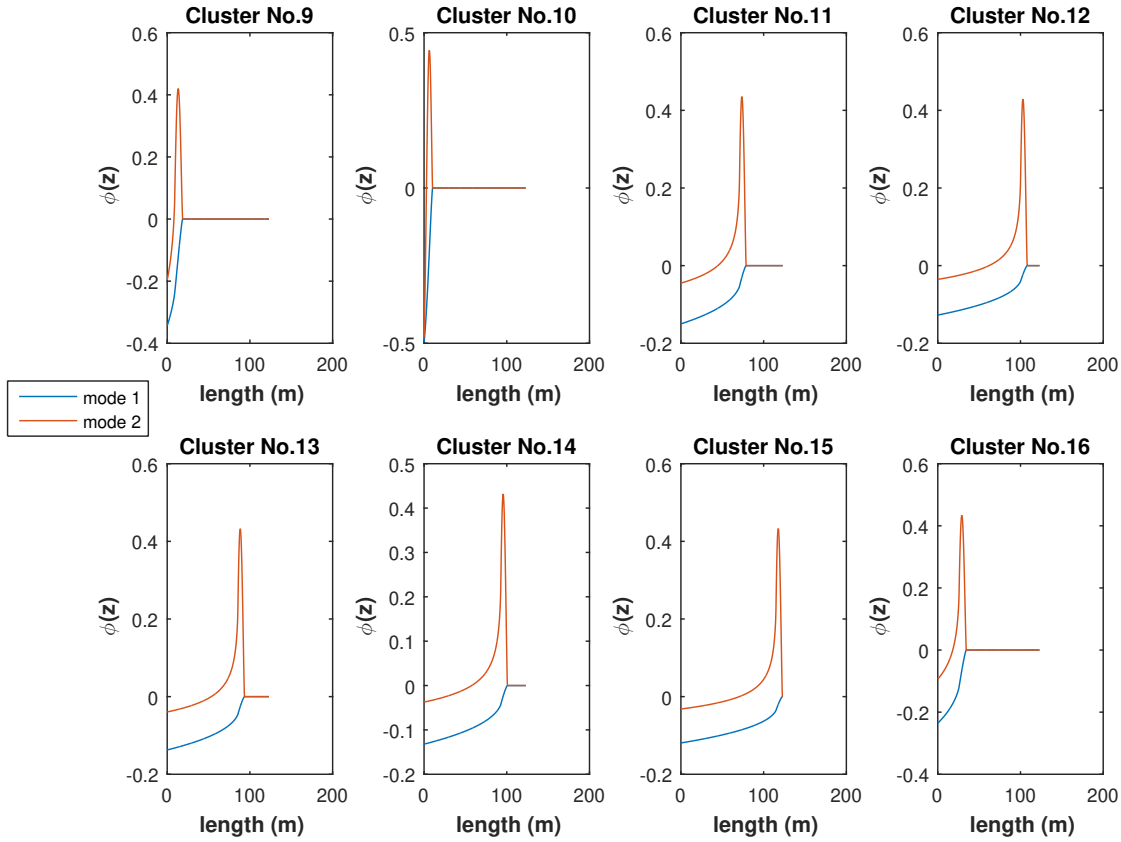 Cluster No.9
Cluster No.10
Cluster No.11
Cluster No.12
0.6
0.4
0.2
0
-0.2
-0.4
ϕ(z)
0 100 200
length (m)
0.5
0
-0.5
ϕ(z)
0 100 200
length (m)
0.6
0.4
0.2
0
-0.2
ϕ(z)
0 100 200
length (m)
0.6
0.4
0.2
0
-0.2
ϕ(z)
0 100 200
length (m)
mode 1
mode 2
Cluster No.13
Cluster No.14
Cluster No.15
Cluster No.16
0.6
0.4
0.2
0
-0.2
ϕ(z)
0 100 200
length (m)
0.5
0.4
0.3
0.2
0.1
0
-0.1
-0.2
ϕ(z)
0 100 200
length (m)
0.6
0.4
0.2
0
-0.2
ϕ(z)
0 100 200
length (m)
0.6
0.4
0.2
0
-0.2
-0.4
ϕ(z)
0 100 200
length (m)